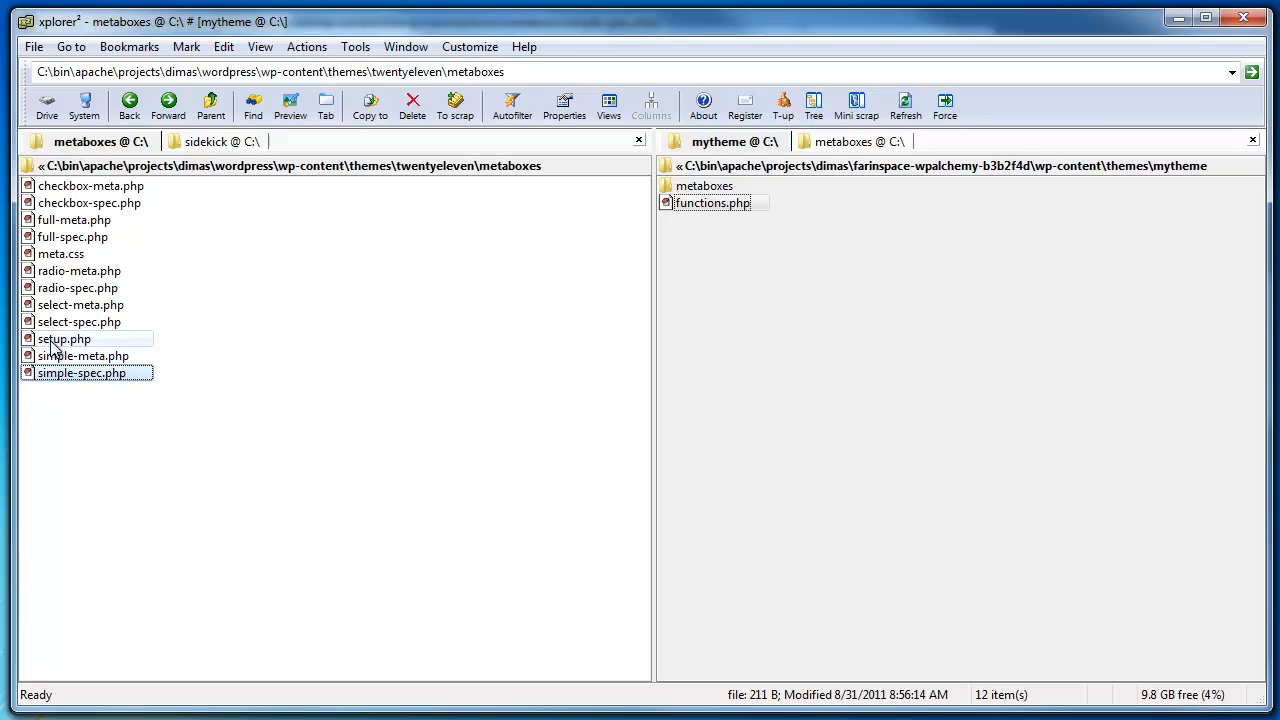 xplorer² - metaboxes @ C:\ # [mytheme @ C:\]
File Go to Bookmarks Mark Edit View Actions Tools Window Customize Help
C:\bin\apache\projects\dimas\wordpress\wp-content\themes\twentyeleven\metaboxes
Drive System Back Forward Parent Find Preview Tab Copy to Delete To scrap Autofilter Properties Views Columns About Register T-up Tree Mini scrap Refresh Force
metaboxes @ C:\ sidekick @ C:\ mytheme @ C:\ metaboxes @ C:\
« C:\bin\apache\projects\dimas\wordpress\wp-content\themes\twentyeleven\metaboxes
checkbox-meta.php
checkbox-spec.php
full-meta.php
full-spec.php
meta.css
radio-meta.php
radio-spec.php
select-meta.php
select-spec.php
setup.php
simple-meta.php
simple-spec.php
« C:\bin\apache\projects\dimas\farinspace-wpalchemy-b3b2f4d\wp-content\themes\mytheme
metaboxes
functions.php
Ready file: 211 B; Modified 8/31/2011 8:56:14 AM 12 item(s) 9.8 GB free (4%)